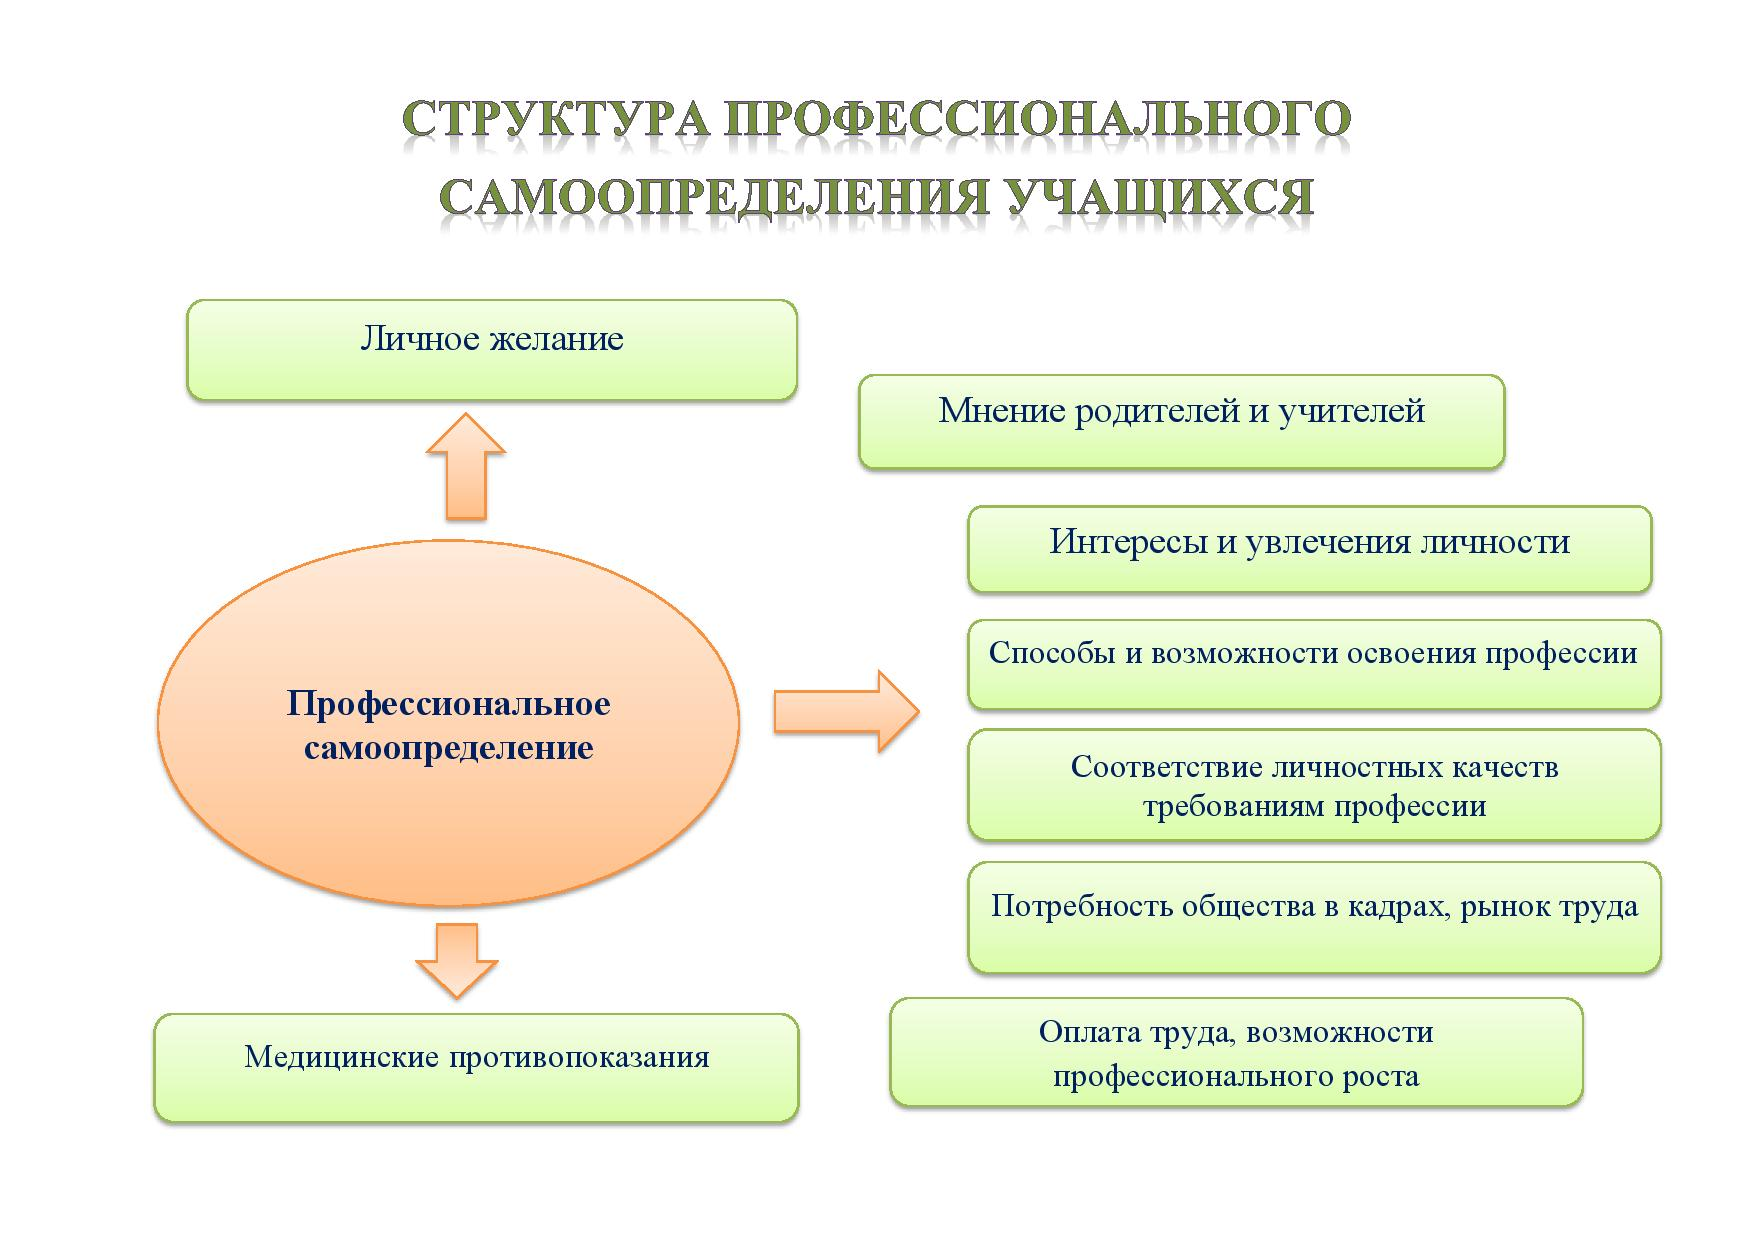 СТРУКТУРА ПРОФЕССИОНАЛЬНОГО
САМООПРЕДЕЛЕНИЯ УЧАЩИХСЯ
Личное желание
Мнение родителей и учителей
Интересы и увлечения личности
Способы и возможности освоения профессии
Профессиональное
самоопределение
Соответствие личностных качеств
требованиям профессии
Потребность общества в кадрах, рынок труда
Оплата труда, возможности
профессионального роста
Медицинские противопоказания